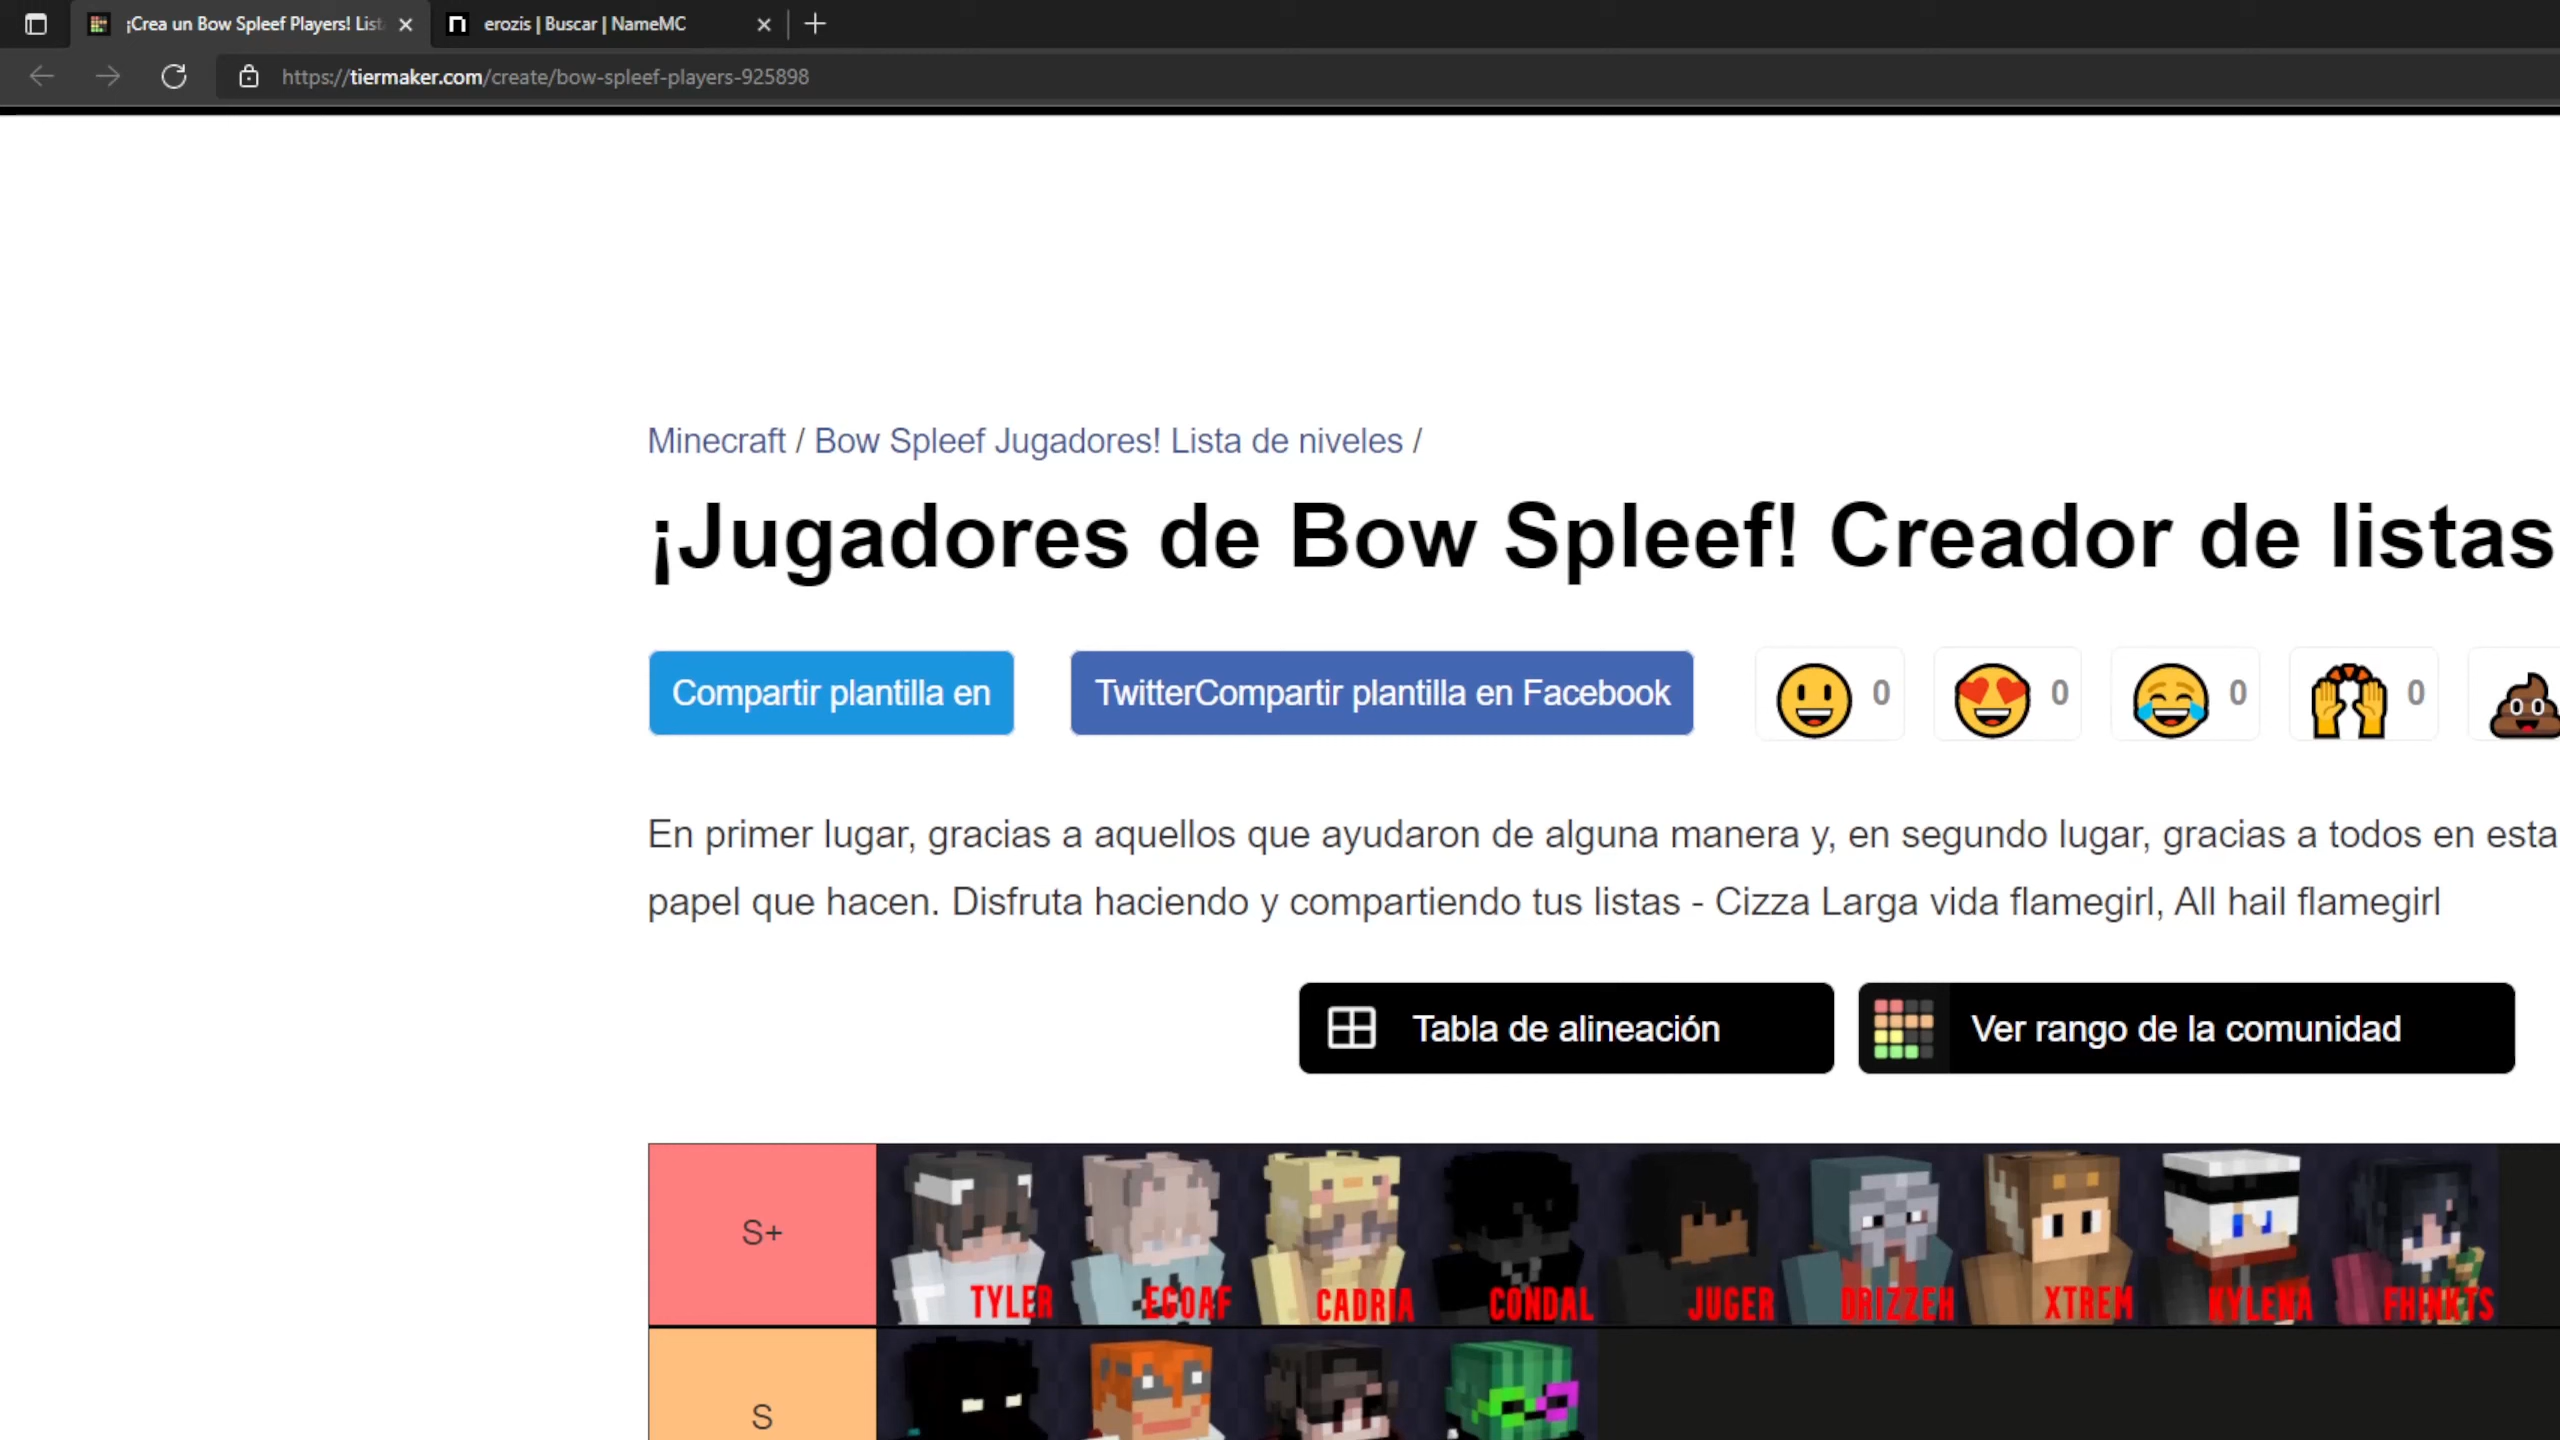 ¡Crea un Bow Spleef Players! List
erozis | Buscar | NameMC
https://tiermaker.com/create/bow-spleef-players-925898
Minecraft / Bow Spleef Jugadores! Lista de niveles /
¡Jugadores de Bow Spleef! Creador de listas
Compartir plantilla en
TwitterCompartir plantilla en Facebook
0
0
0
0
En primer lugar, gracias a aquellos que ayudaron de alguna manera y, en segundo lugar, gracias a todos en esta
papel que hacen. Disfruta haciendo y compartiendo tus listas - Cizza Larga vida flamegirl, All hail flamegirl
Tabla de alineación
Ver rango de la comunidad
S+
TYLER EGOAF CADRIA CONDAL JUGER DRIZZEH XTREM KYLENA FHINKTS
S